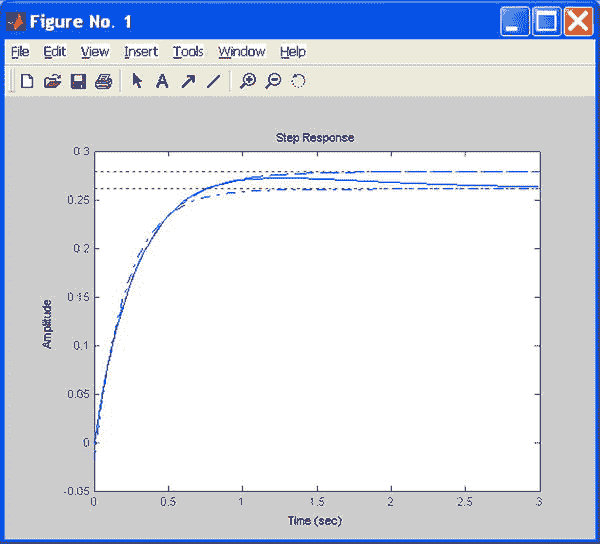 Figure No. 1
File Edit View Insert Tools Window Help
A
Step Response
0.3
0.25
0.2
0.15
0.1
0.05
0
-0.05
Amplitude
0 0.5 1 1.5 2 2.5 3
Time (sec)